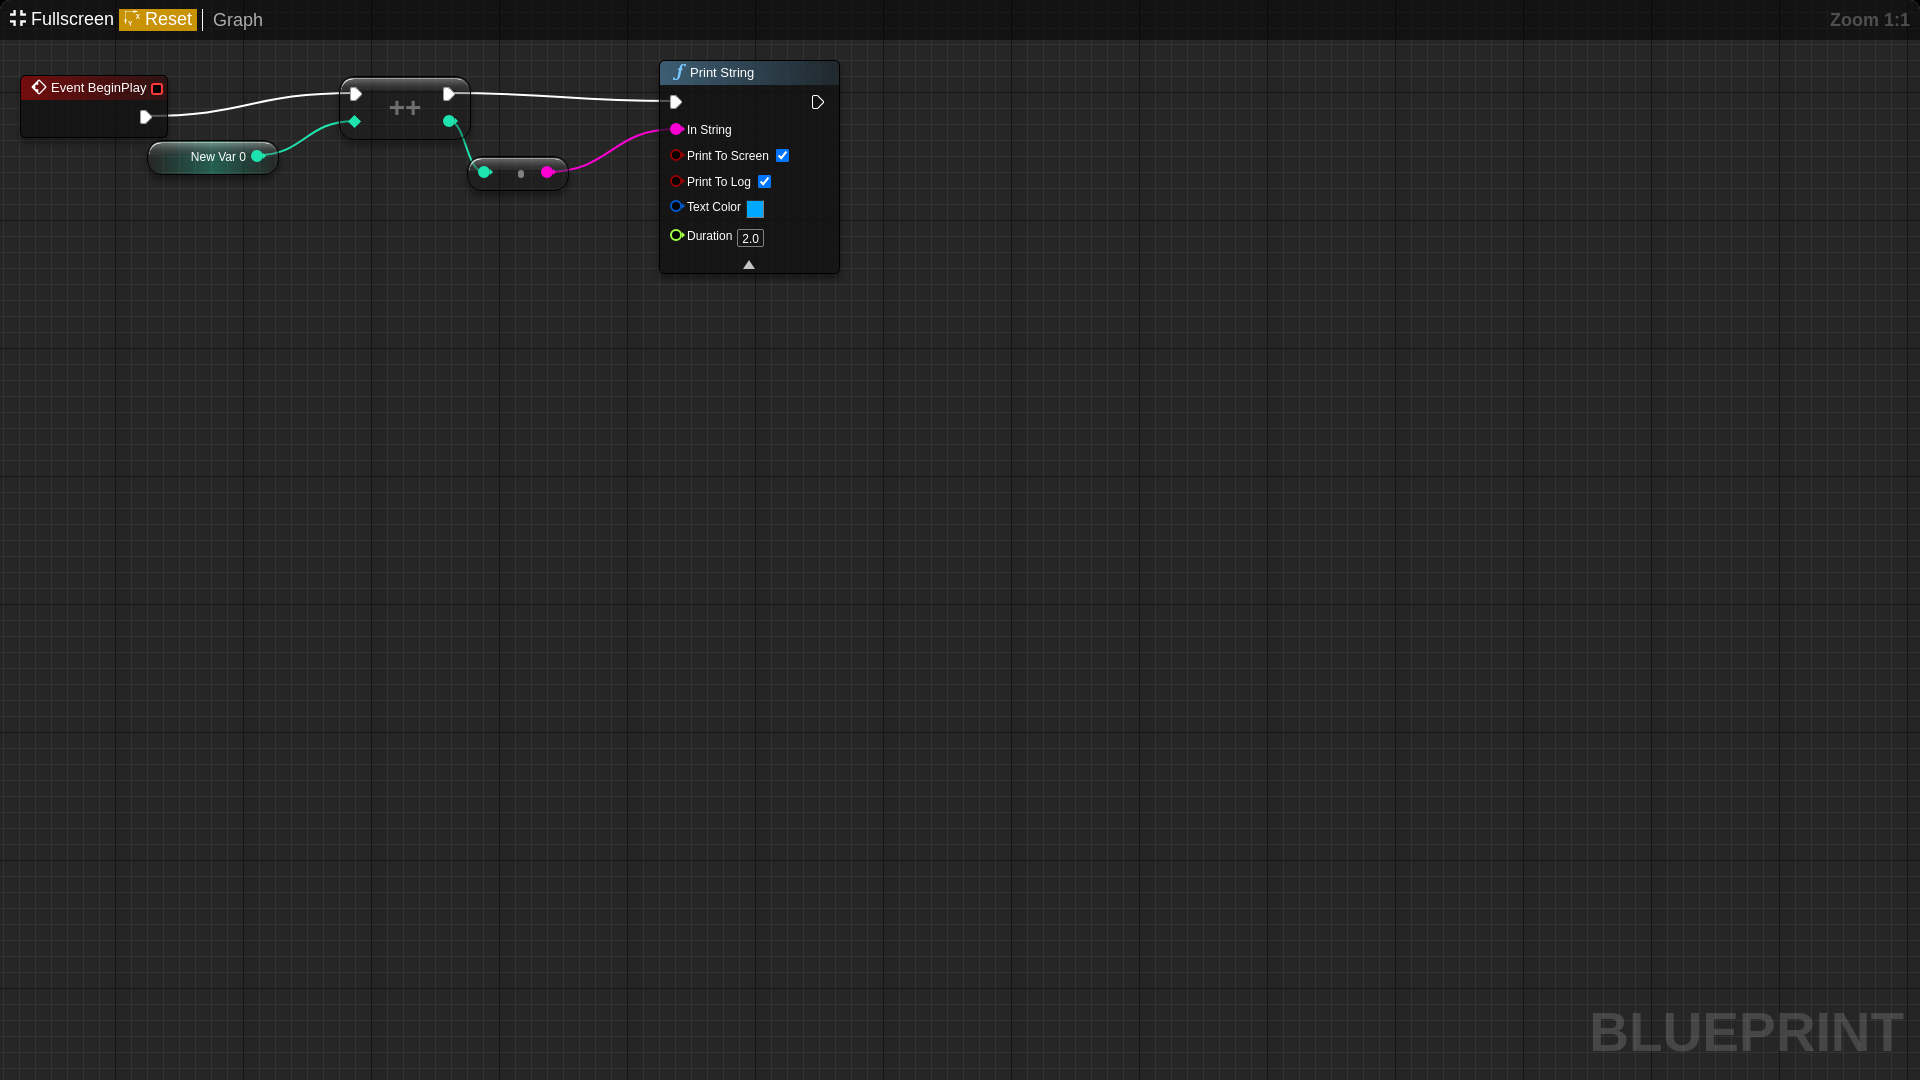 Fullscreen Reset Graph Zoom 1:1
Event BeginPlay
++
New Var 0
Print String
In String
Print To Screen
Print To Log
Text Color
Duration 2.0
BLUEPRINT